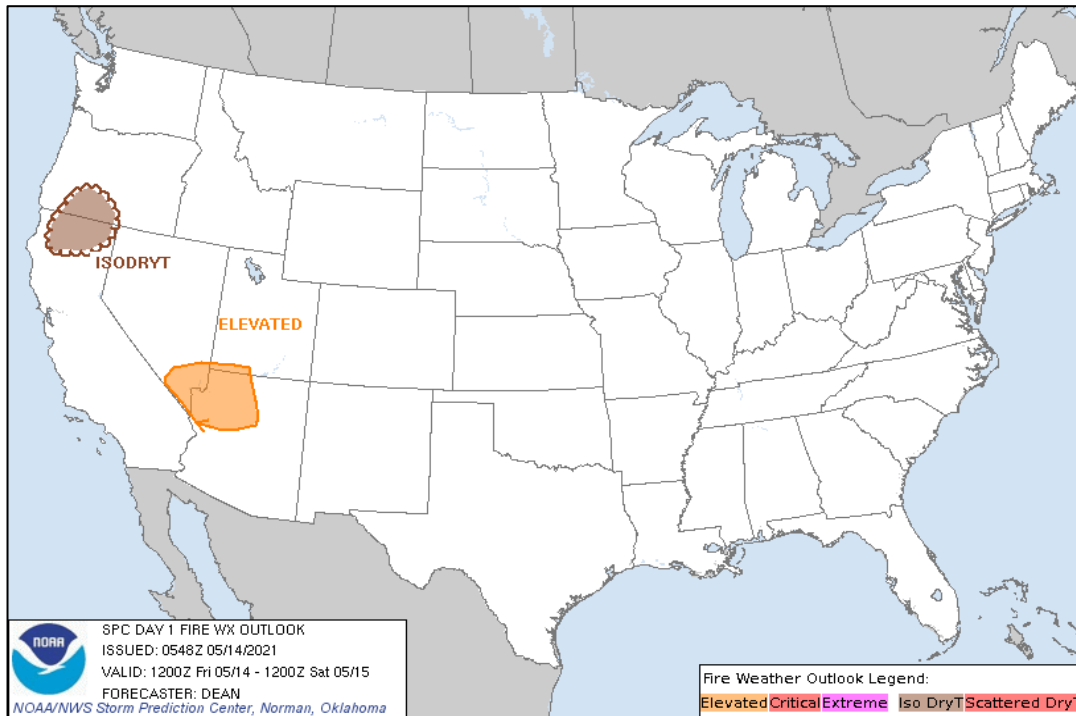 ISODRYT
ELEVATED
NOAA
SPC DAY 1 FIRE WX OUTLOOK
ISSUED: 0548Z 05/14/2021
VALID: 1200Z Fri 05/14 - 1200Z Sat 05/15
FORECASTER: DEAN
NOAA/NWS Storm Prediction Center, Norman, Oklahoma
Fire Weather Outlook Legend:
Elevated Critical Extreme Iso DryT Scattered DryT